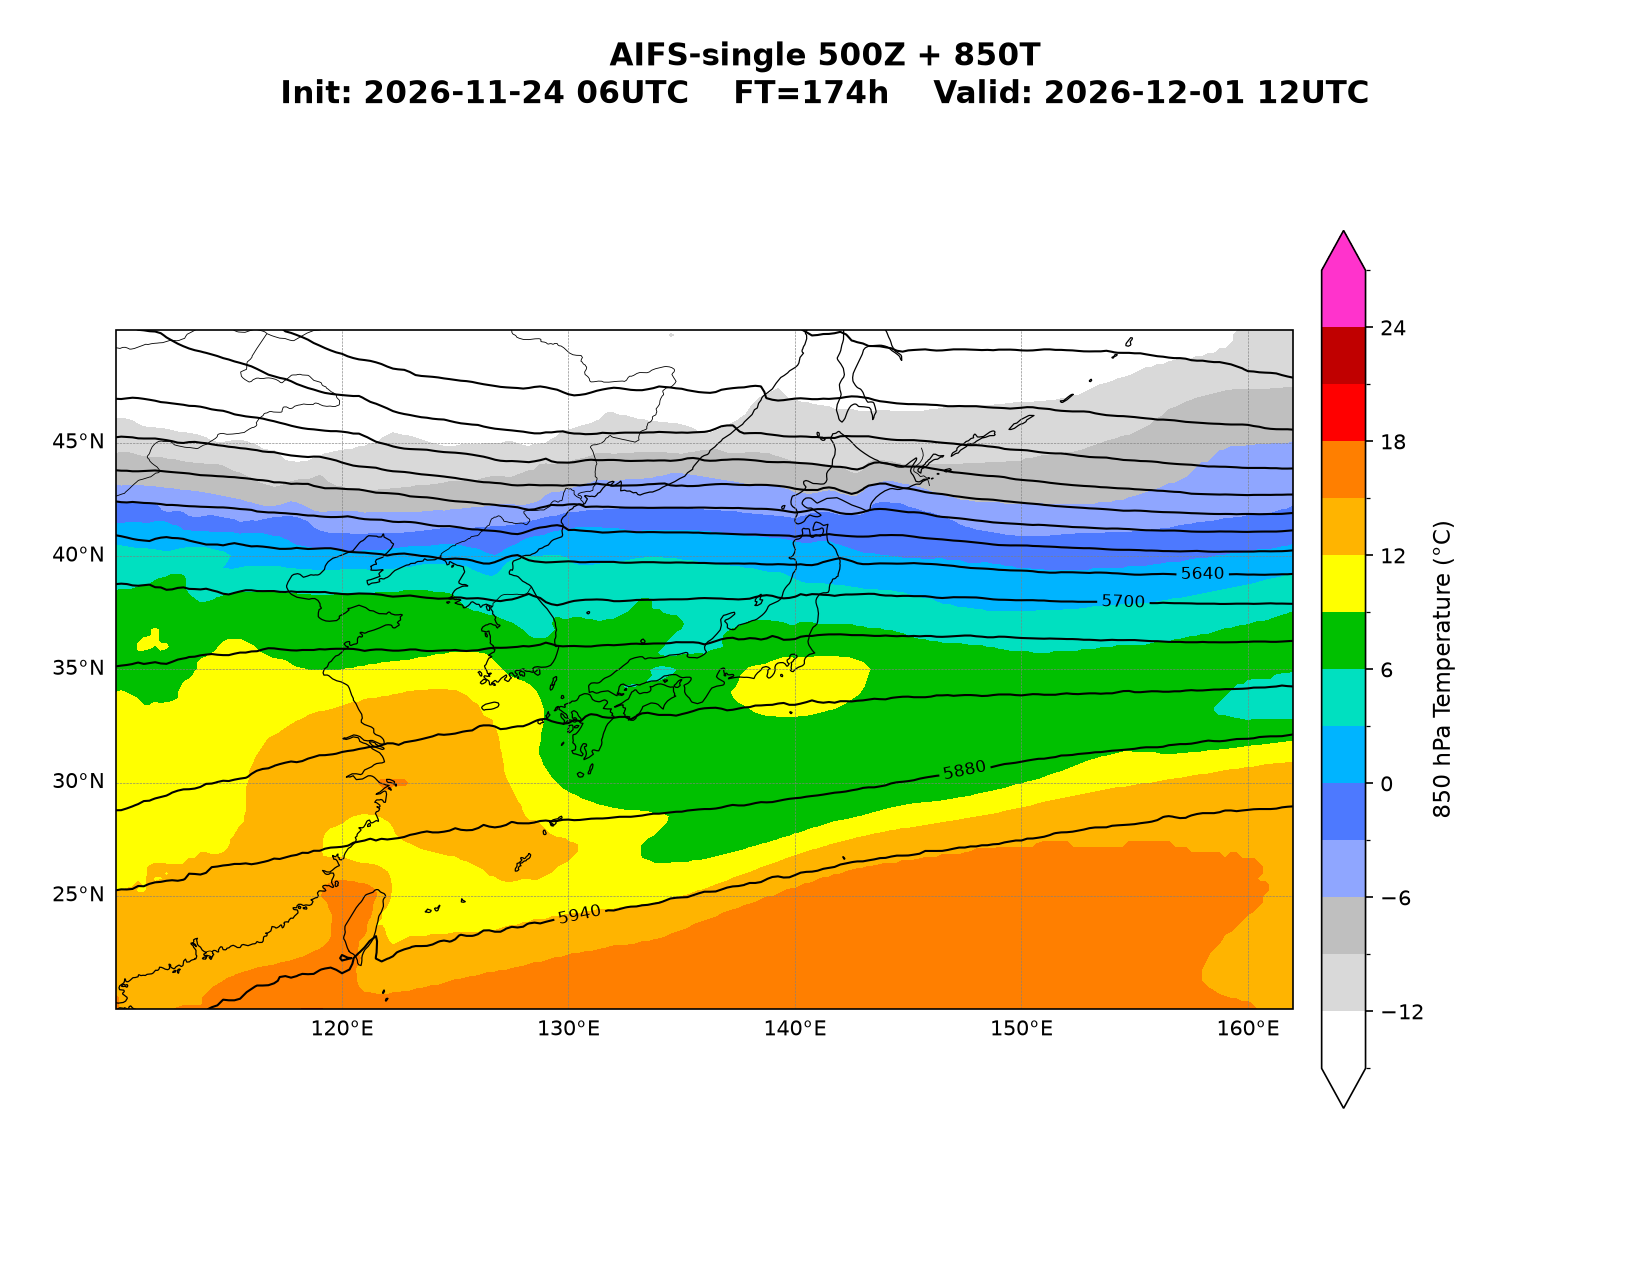 AIFS-single 500Z + 850T
Init: 2026-11-24 06UTC    FT=174h    Valid: 2026-12-01 12UTC
24
18
12
6
0
−6
−12
850 hPa Temperature (°C)
45°N
40°N
35°N
30°N
25°N
5640
5700
5880
5940
120°E
130°E
140°E
150°E
160°E